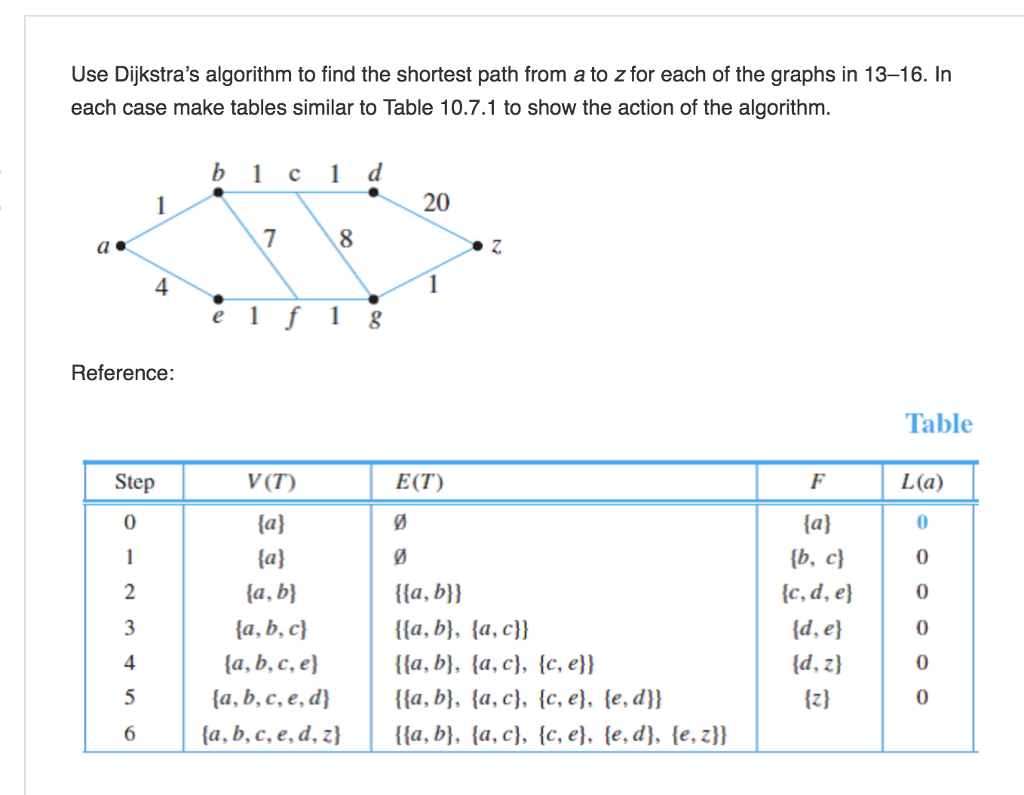 Use Dijkstra's algorithm to find the shortest path from a to z for each of the graphs in 13–16. In
each case make tables similar to Table 10.7.1 to show the action of the algorithm.
b 1 c 1 d
1 20
a 7 8 z
4 1
e 1 f 1 g
Reference:
Table
Step V(T) E(T) F L(a)
0 {a} Ø {a} 0
1 {a} Ø {b, c} 0
2 {a, b} {{a, b}} {c, d, e} 0
3 {a, b, c} {{a, b}, {a, c}} {d, e} 0
4 {a, b, c, e} {{a, b}, {a, c}, {c, e}} {d, z} 0
5 {a, b, c, e, d} {{a, b}, {a, c}, {c, e}, {e, d}} {z} 0
6 {a, b, c, e, d, z} {{a, b}, {a, c}, {c, e}, {e, d}, {e, z}}